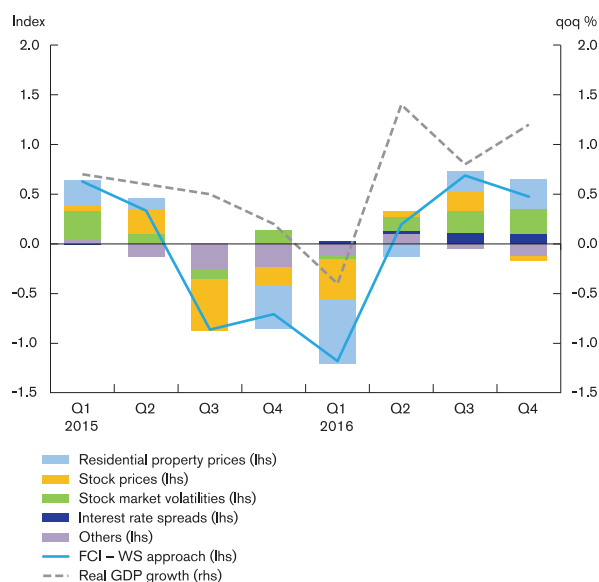 Index
qoq %
2.0
2.0
1.5
1.5
1.0
1.0
0.5
0.5
0.0
0.0
-0.5
-0.5
-1.0
-1.0
-1.5
-1.5
Q1 Q2 Q3 Q4 Q1 Q2 Q3 Q4
2015 2016
Residential property prices (lhs)
Stock prices (lhs)
Stock market volatilities (lhs)
Interest rate spreads (lhs)
Others (lhs)
FCI – WS approach (lhs)
Real GDP growth (rhs)